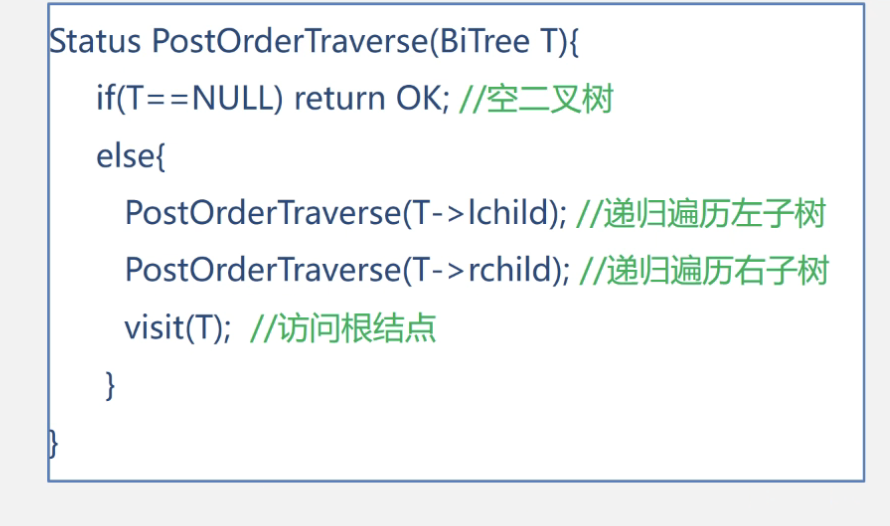 Status PostOrderTraverse(BiTree T){
if(T==NULL) return OK; //空二叉树
else{
PostOrderTraverse(T->lchild); //递归遍历左子树
PostOrderTraverse(T->rchild); //递归遍历右子树
visit(T); //访问根结点
}
}